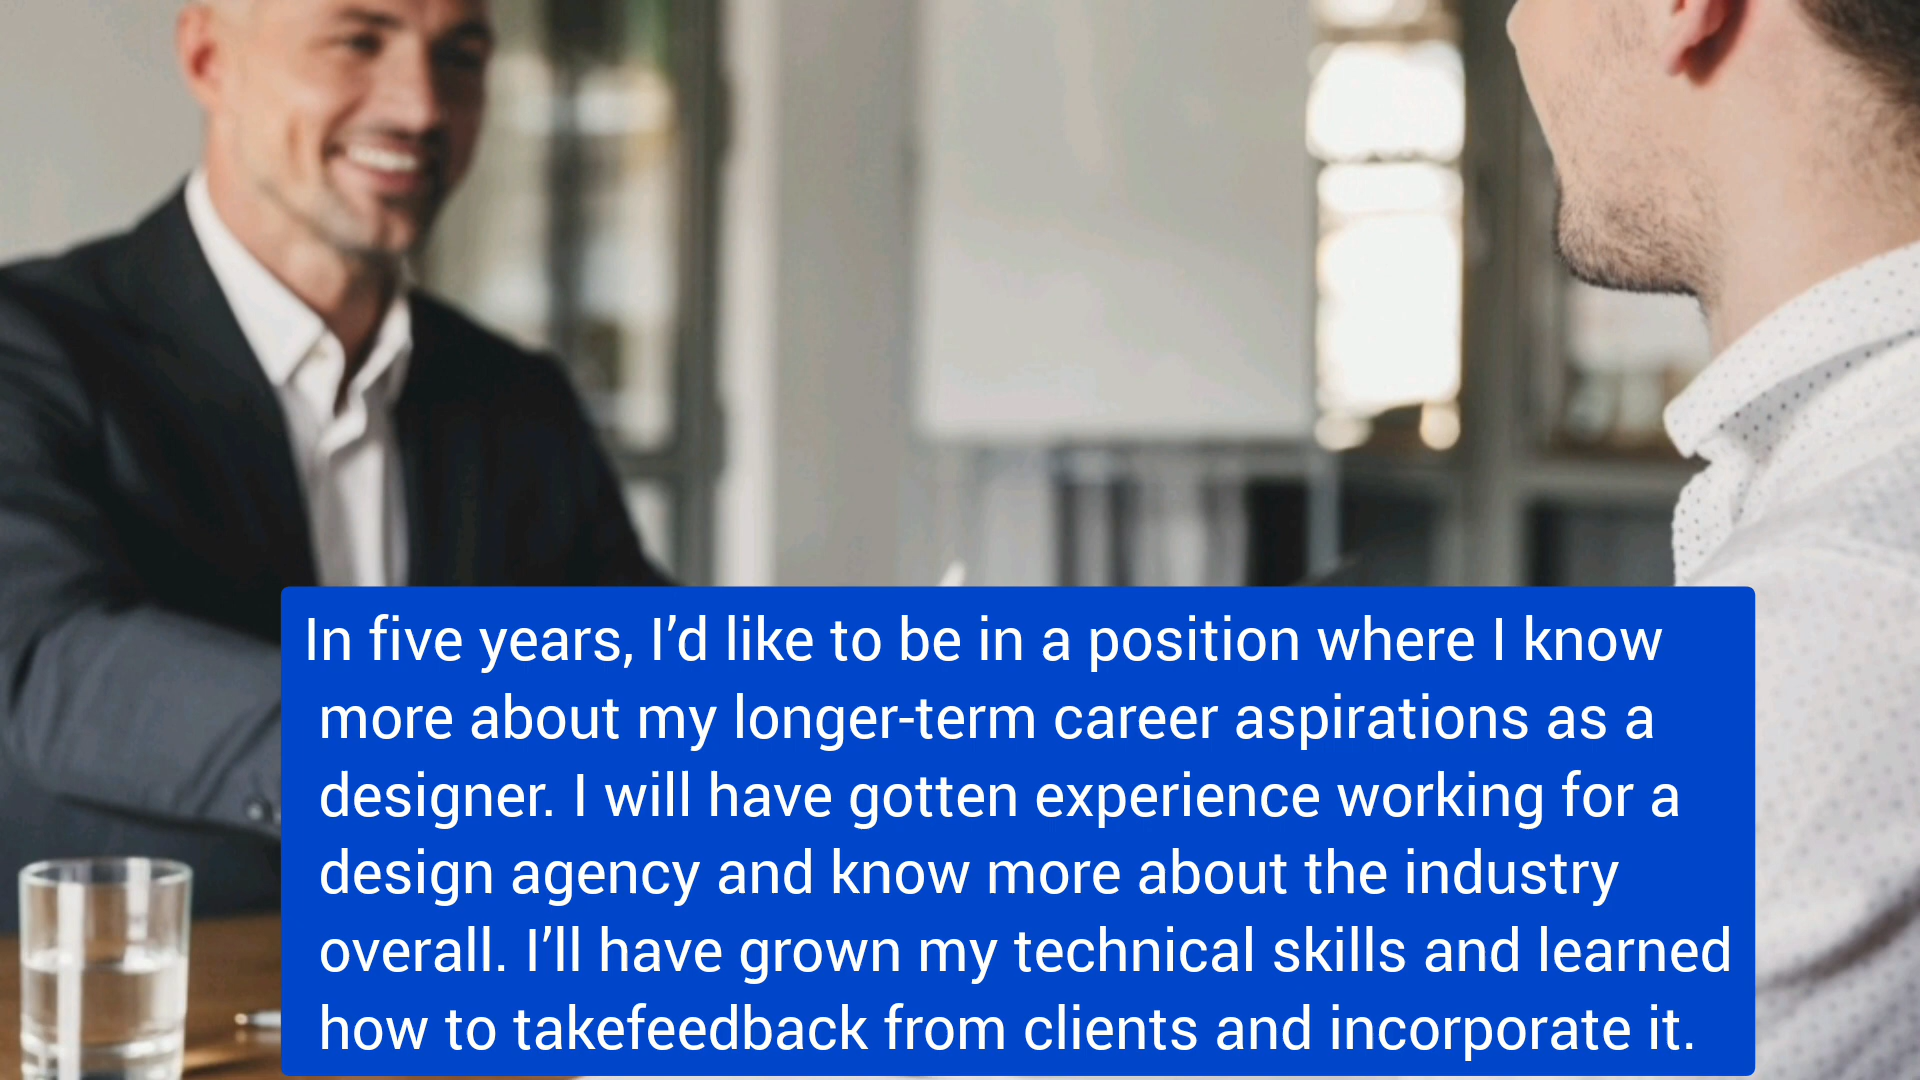 In five years, I’d like to be in a position where I know
more about my longer-term career aspirations as a
designer. I will have gotten experience working for a
design agency and know more about the industry
overall. I’ll have grown my technical skills and learned
how to takefeedback from clients and incorporate it.